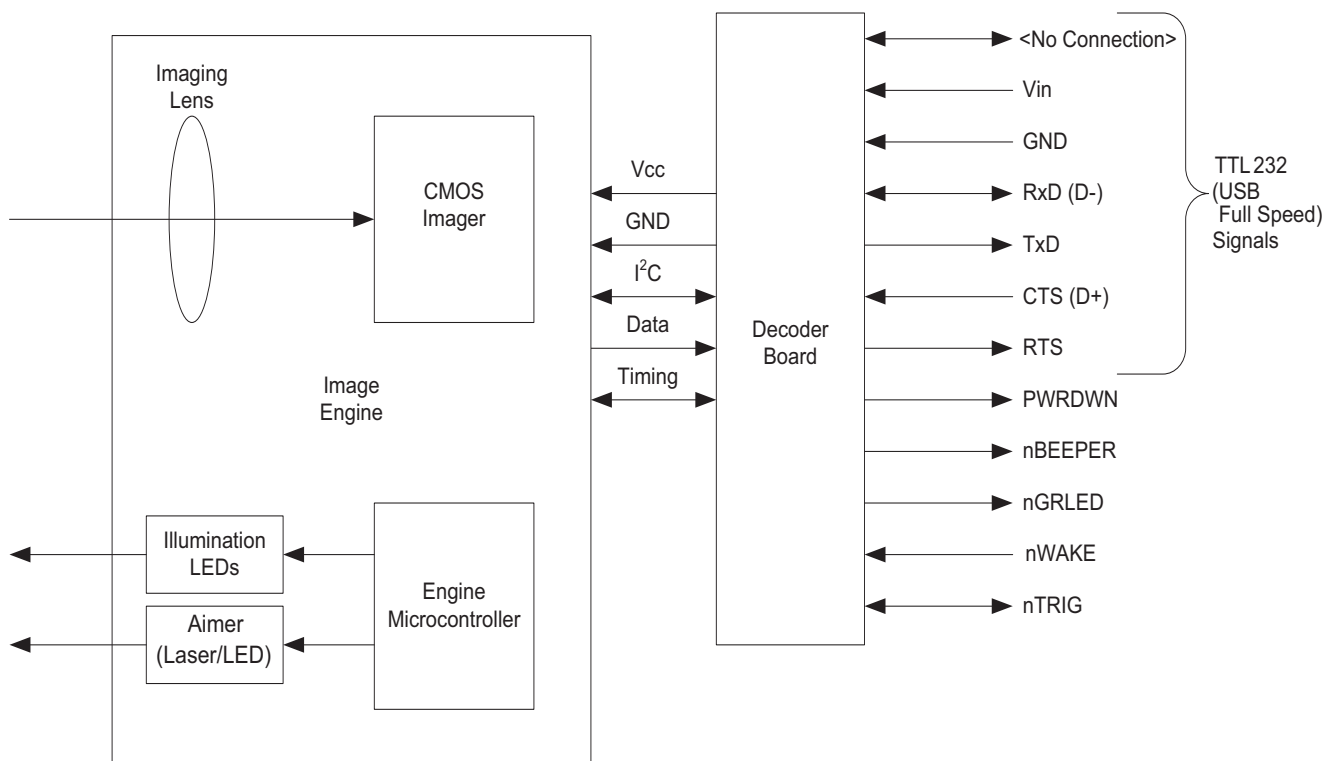 Imaging
Lens
CMOS
Imager
Image
Engine
Illumination
LEDs
Aimer
(Laser/LED)
Engine
Microcontroller
Vcc
GND
I²C
Data
Timing
Decoder
Board
<No Connection>
Vin
GND
RxD (D-)
TxD
CTS (D+)
RTS
PWRDWN
nBEEPER
nGRLED
nWAKE
nTRIG
TTL 232
(USB
Full Speed)
Signals